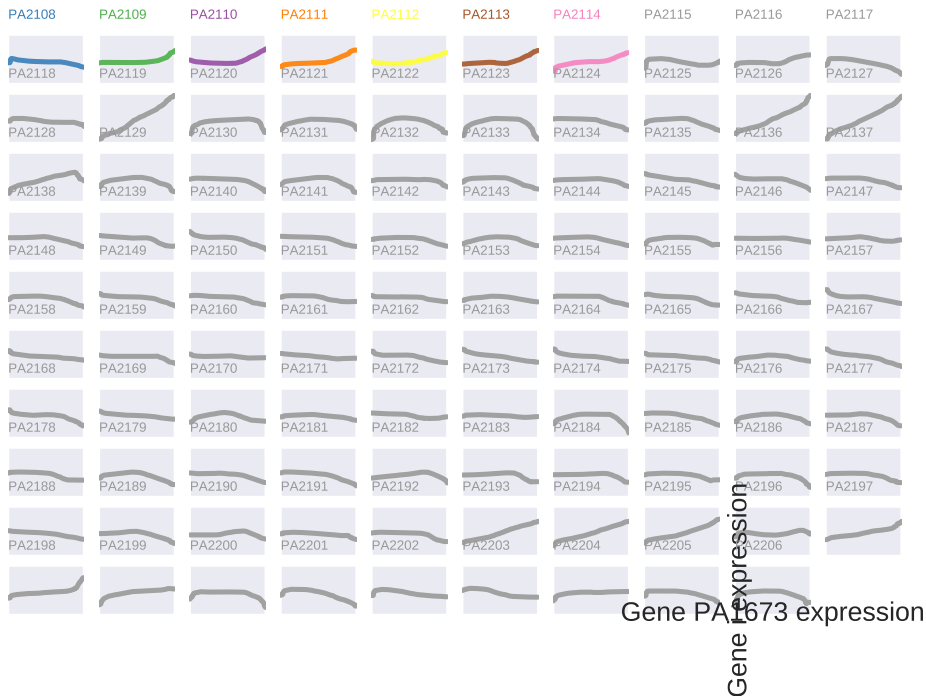 PA2108 PA2109 PA2110 PA2111 PA2112 PA2113 PA2114 PA2115 PA2116 PA2117
PA2118 PA2119 PA2120 PA2121 PA2122 PA2123 PA2124 PA2125 PA2126 PA2127
PA2128 PA2129 PA2130 PA2131 PA2132 PA2133 PA2134 PA2135 PA2136 PA2137
PA2138 PA2139 PA2140 PA2141 PA2142 PA2143 PA2144 PA2145 PA2146 PA2147
PA2148 PA2149 PA2150 PA2151 PA2152 PA2153 PA2154 PA2155 PA2156 PA2157
PA2158 PA2159 PA2160 PA2161 PA2162 PA2163 PA2164 PA2165 PA2166 PA2167
PA2168 PA2169 PA2170 PA2171 PA2172 PA2173 PA2174 PA2175 PA2176 PA2177
PA2178 PA2179 PA2180 PA2181 PA2182 PA2183 PA2184 PA2185 PA2186 PA2187
PA2188 PA2189 PA2190 PA2191 PA2192 PA2193 PA2194 PA2195 PA2196 PA2197
PA2198 PA2199 PA2200 PA2201 PA2202 PA2203 PA2204 PA2205 PA2206
Gene PA1673 expression
Gene I expression